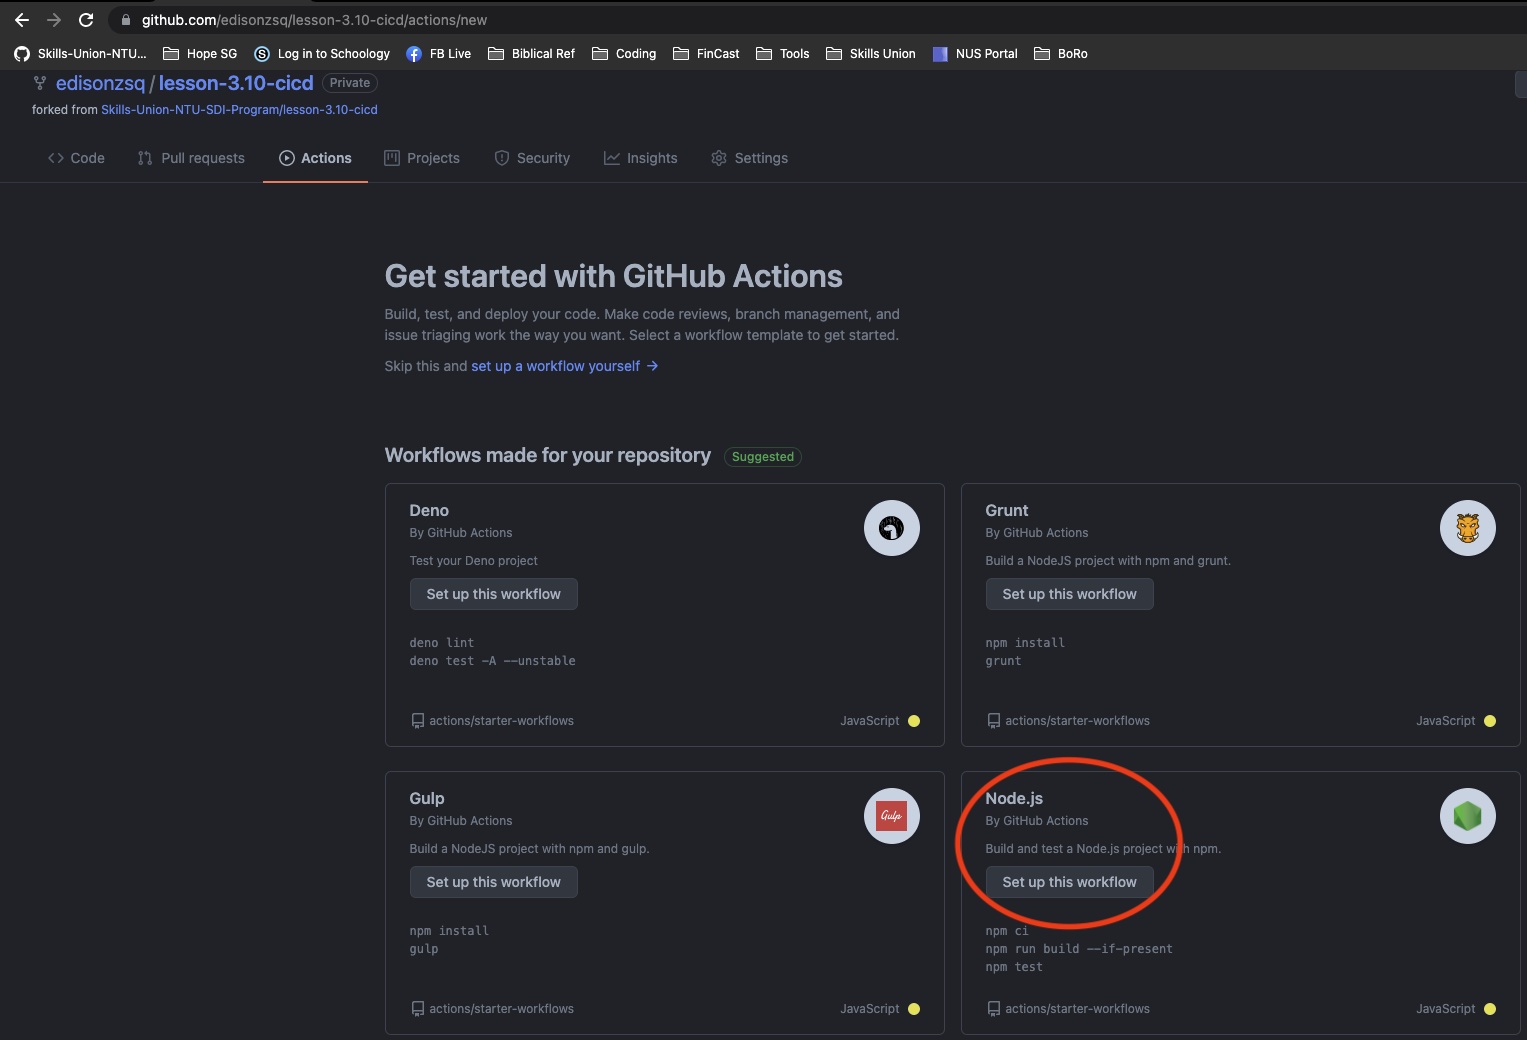 github.com/edisonzsq/lesson-3.10-cicd/actions/new
Skills-Union-NTU... Hope SG S Log in to Schoology FB Live Biblical Ref Coding FinCast Tools Skills Union NUS Portal BoRo
edisonzsq / lesson-3.10-cicd Private
forked from Skills-Union-NTU-SDI-Program/lesson-3.10-cicd
<> Code Pull requests Actions Projects Security Insights Settings
Get started with GitHub Actions
Build, test, and deploy your code. Make code reviews, branch management, and
issue triaging work the way you want. Select a workflow template to get started.
Skip this and set up a workflow yourself →
Workflows made for your repository Suggested
Deno
By GitHub Actions
Test your Deno project
Set up this workflow
deno lint
deno test -A --unstable
actions/starter-workflows JavaScript
Grunt
By GitHub Actions
Build a NodeJS project with npm and grunt.
Set up this workflow
npm install
grunt
actions/starter-workflows JavaScript
Gulp
By GitHub Actions
Gulp
Build a NodeJS project with npm and gulp.
Set up this workflow
npm install
gulp
actions/starter-workflows JavaScript
Node.js
By GitHub Actions
Build and test a Node.js project with npm.
Set up this workflow
npm ci
npm run build --if-present
npm test
actions/starter-workflows JavaScript